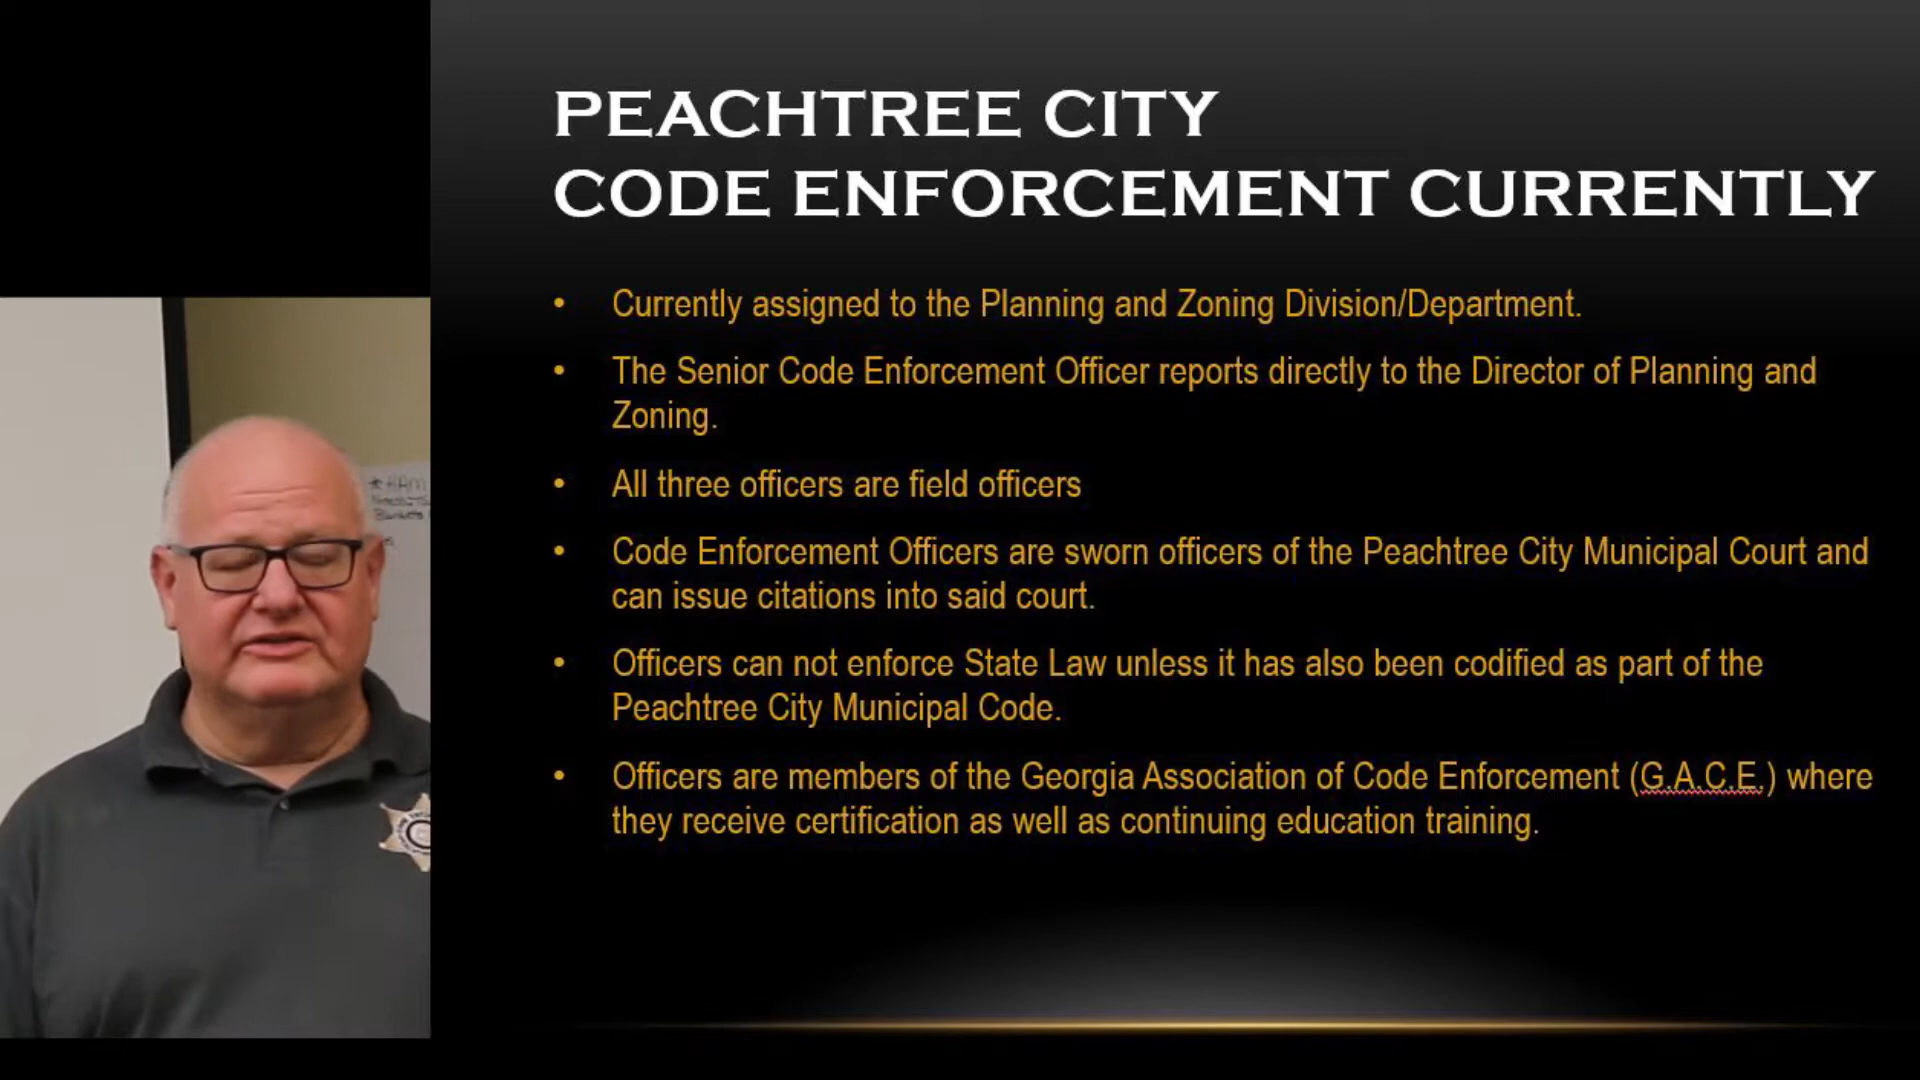 PEACHTREE CITY
CODE ENFORCEMENT CURRENTLY
• Currently assigned to the Planning and Zoning Division/Department.
• The Senior Code Enforcement Officer reports directly to the Director of Planning and
Zoning.
• All three officers are field officers
• Code Enforcement Officers are sworn officers of the Peachtree City Municipal Court and
can issue citations into said court.
• Officers can not enforce State Law unless it has also been codified as part of the
Peachtree City Municipal Code.
• Officers are members of the Georgia Association of Code Enforcement (G.A.C.E.) where
they receive certification as well as continuing education training.